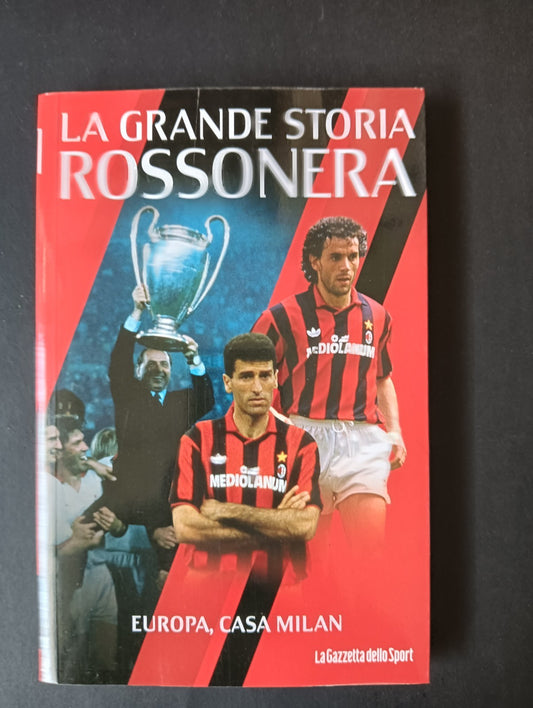 LA GRANDE STORIA
ROSSONERA
MEDIOLANUM
MEDIOLANUM
EUROPA, CASA MILAN
La Gazzetta dello Sport